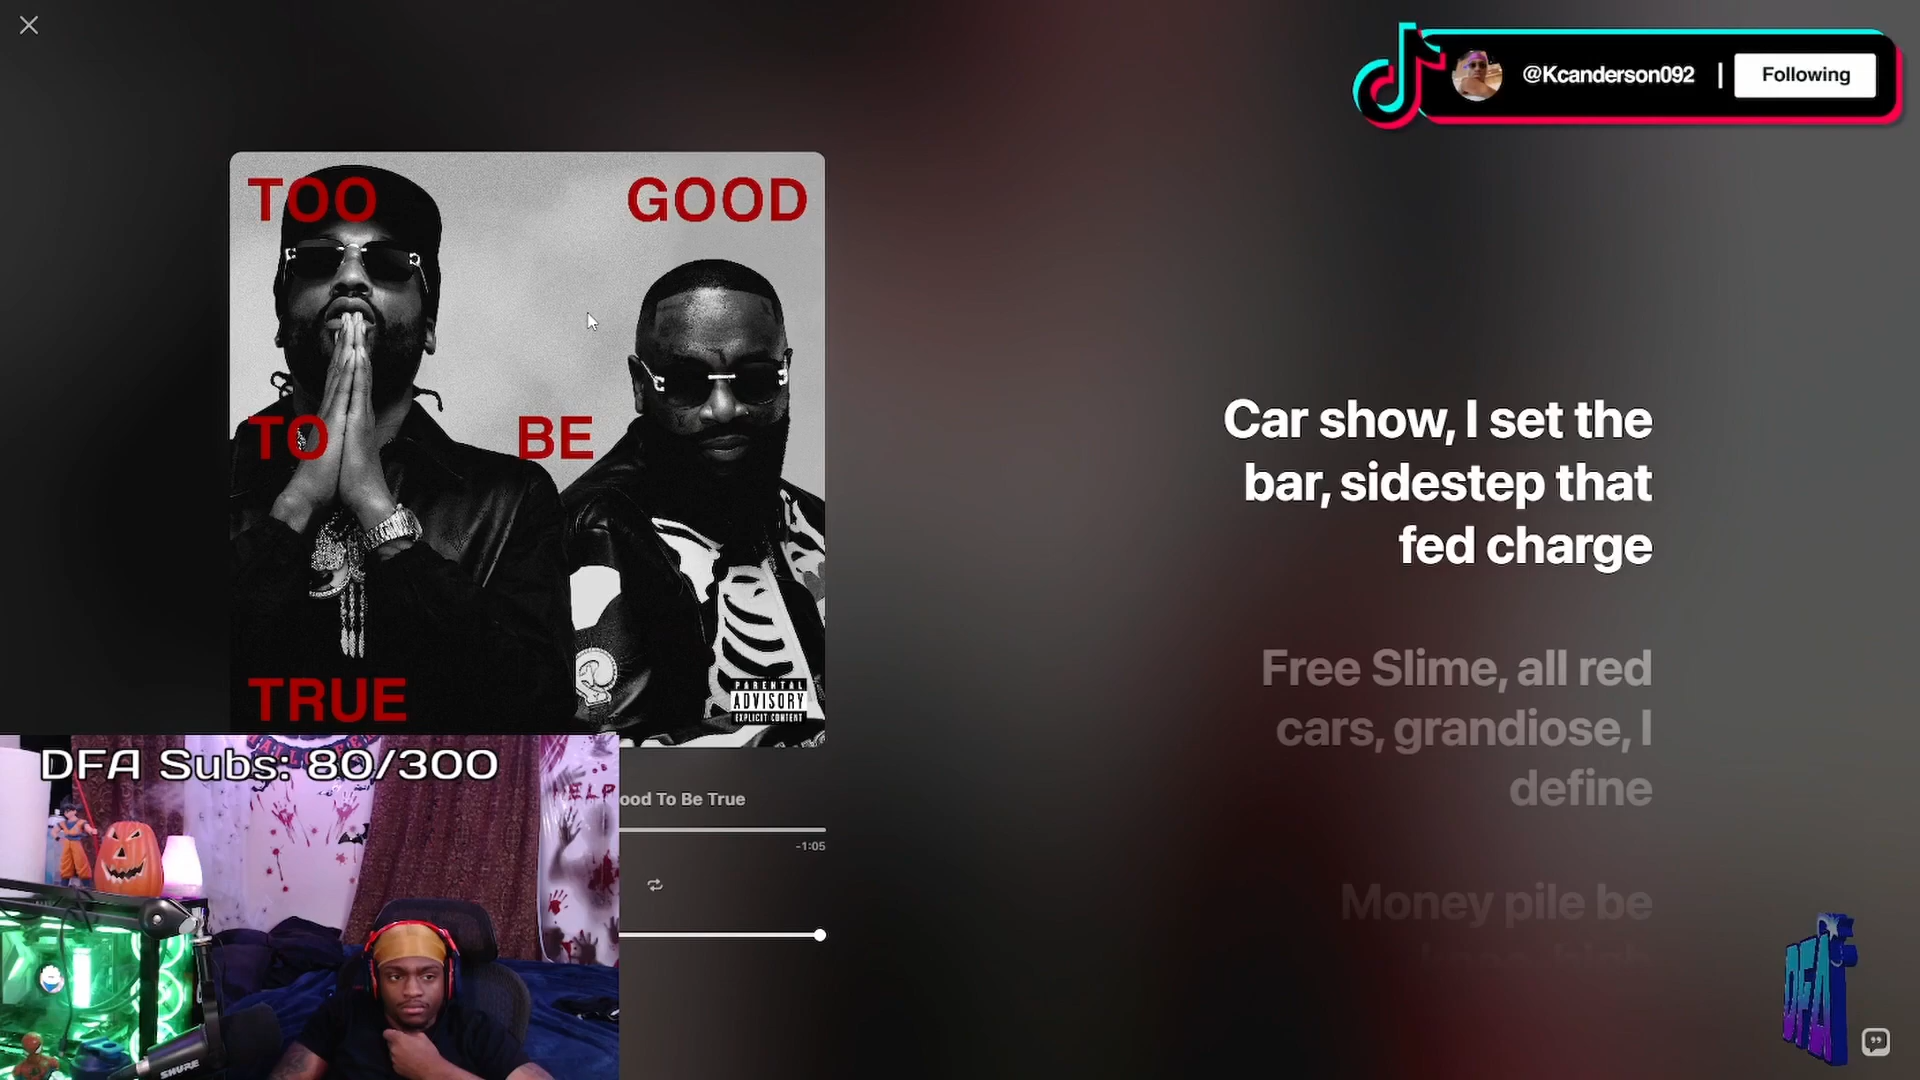 @Kcanderson092 | Following
TOO GOOD
TO BE
TRUE
PARENTAL
ADVISORY
EXPLICIT CONTENT
Car show, I set the
bar, sidestep that
fed charge
Free Slime, all red
cars, grandiose, I
define
Money pile be
DFA Subs: 80/300
HELP
ood To Be True
-1:05
SHURE
DFA